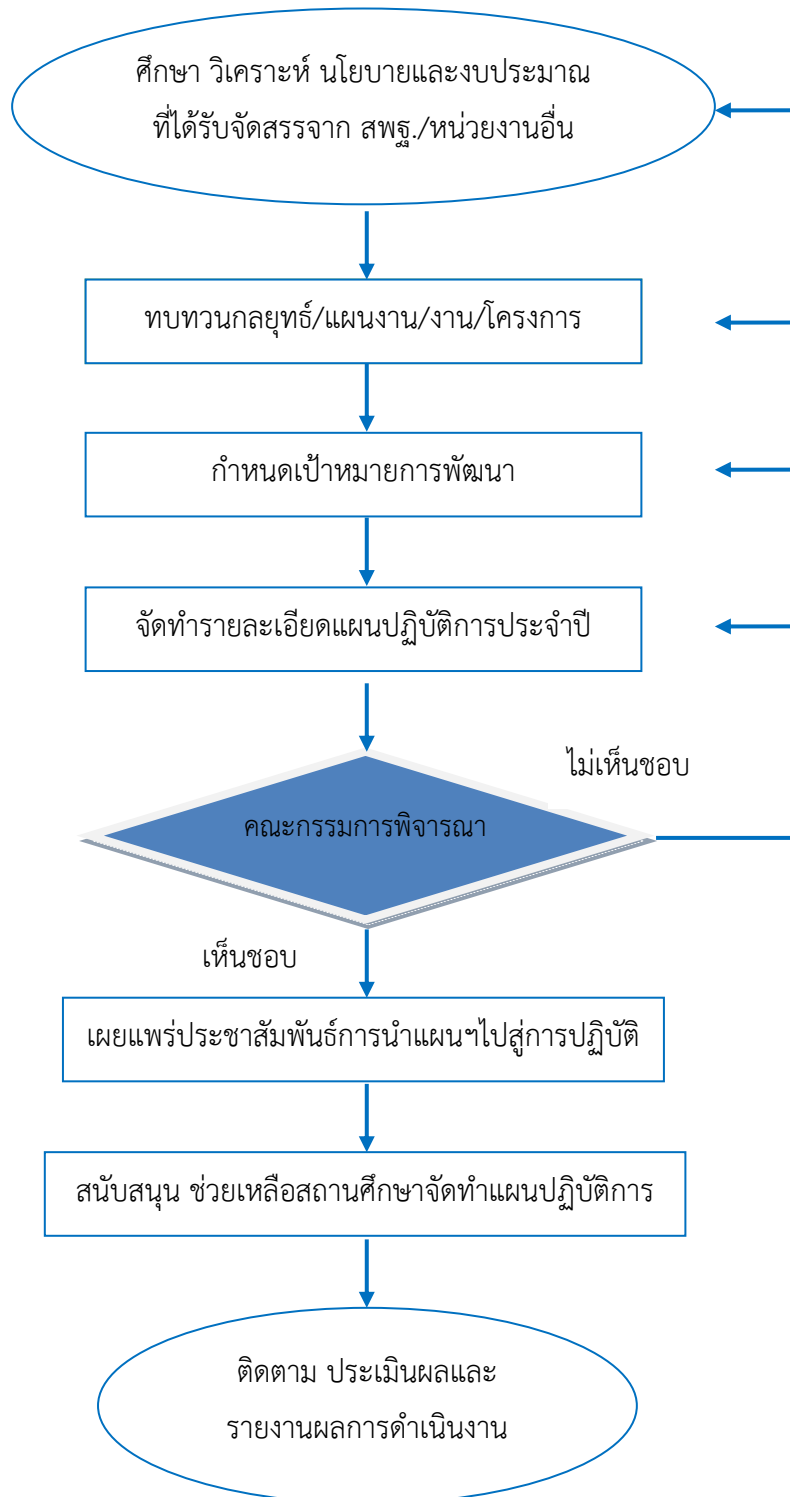 ศึกษา วิเคราะห์ นโยบายและงบประมาณ
ที่ได้รับจัดสรรจาก สพฐ./หน่วยงานอื่น
ทบทวนกลยุทธ์/แผนงาน/งาน/โครงการ
กำหนดเป้าหมายการพัฒนา
จัดทำรายละเอียดแผนปฏิบัติการประจำปี
ไม่เห็นชอบ
คณะกรรมการพิจารณา
เห็นชอบ
เผยแพร่ประชาสัมพันธ์การนำแผนฯไปสู่การปฏิบัติ
สนับสนุน ช่วยเหลือสถานศึกษาจัดทำแผนปฏิบัติการ
ติดตาม ประเมินผลและ
รายงานผลการดำเนินงาน